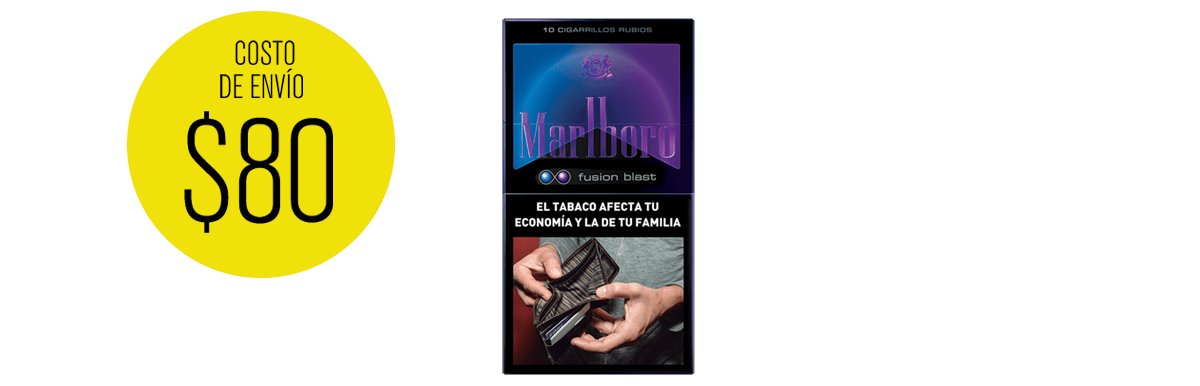 COSTO
DE ENVÍO
$80
10 CIGARRILLOS RUBIOS
Marlboro
fusion blast
EL TABACO AFECTA TU
ECONOMÍA Y LA DE TU FAMILIA